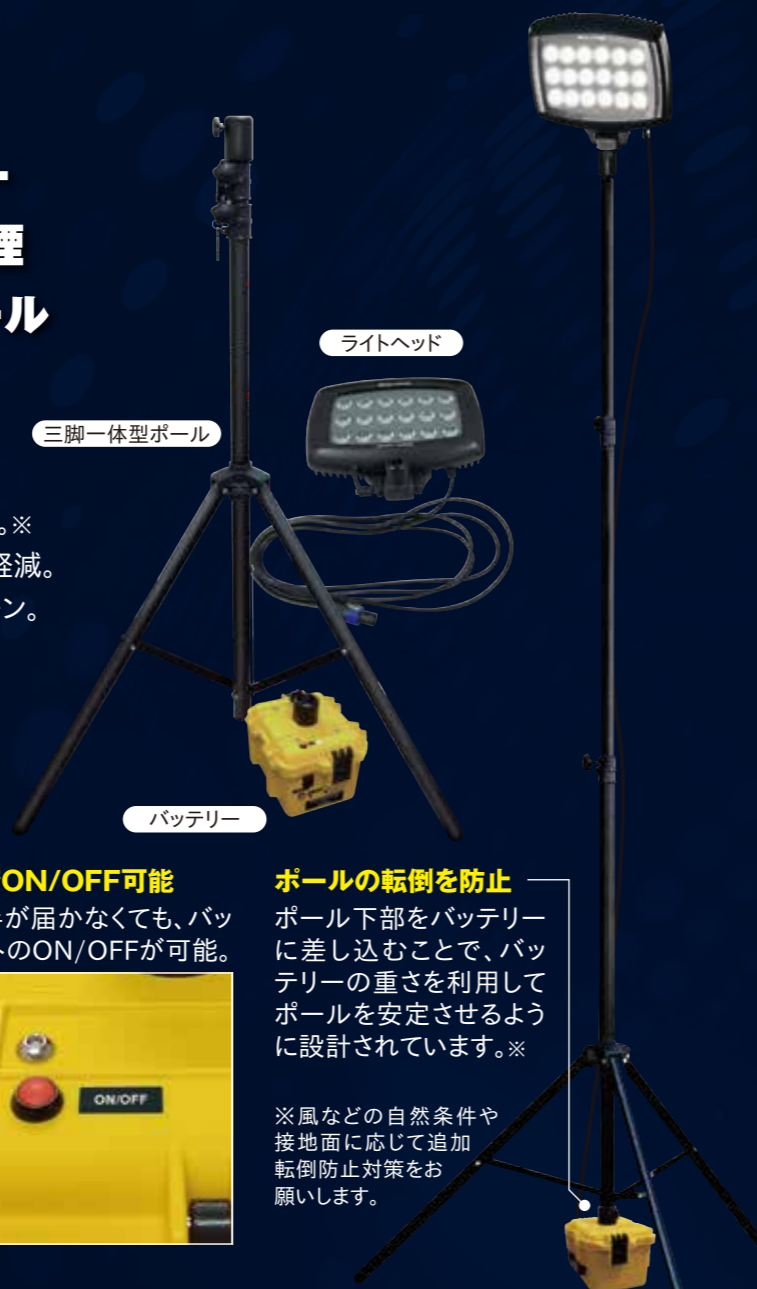 ー
煙
ール
ライトヘッド
三脚一体型ポール
。※
軽減。
ン。
バッテリー
ON/OFF可能
が届かなくても、バッ
のON/OFFが可能。
ON/OFF
ポールの転倒を防止
ポール下部をバッテリー
に差し込むことで、バッ
テリーの重さを利用して
ポールを安定させるよう
に設計されています。※
※風などの自然条件や
接地面に応じて追加
転倒防止対策をお
願いします。